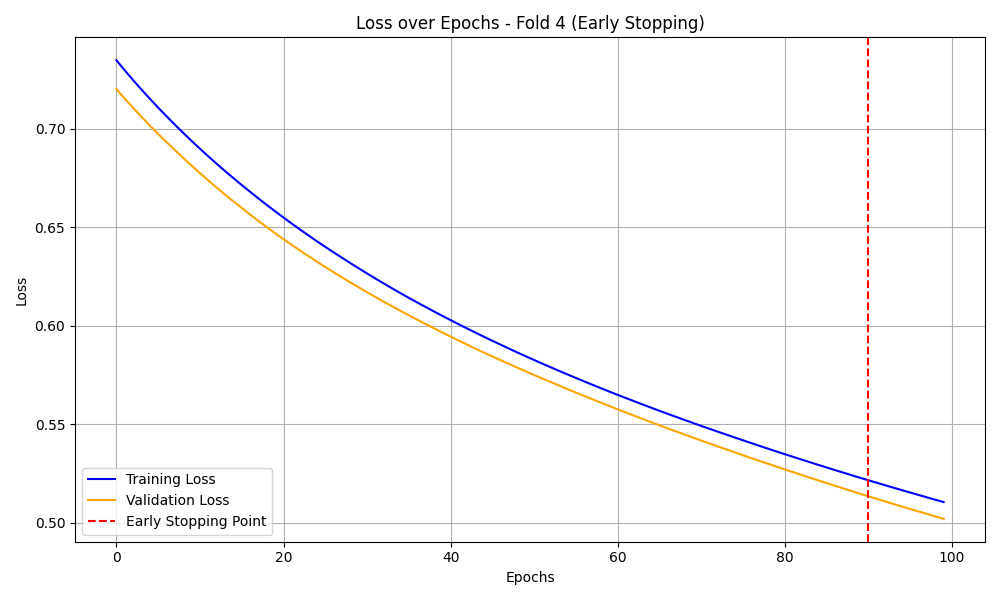 Loss over Epochs - Fold 4 (Early Stopping)
Loss
0.70
0.65
0.60
0.55
0.50
Training Loss
Validation Loss
Early Stopping Point
0 20 40 60 80 100
Epochs